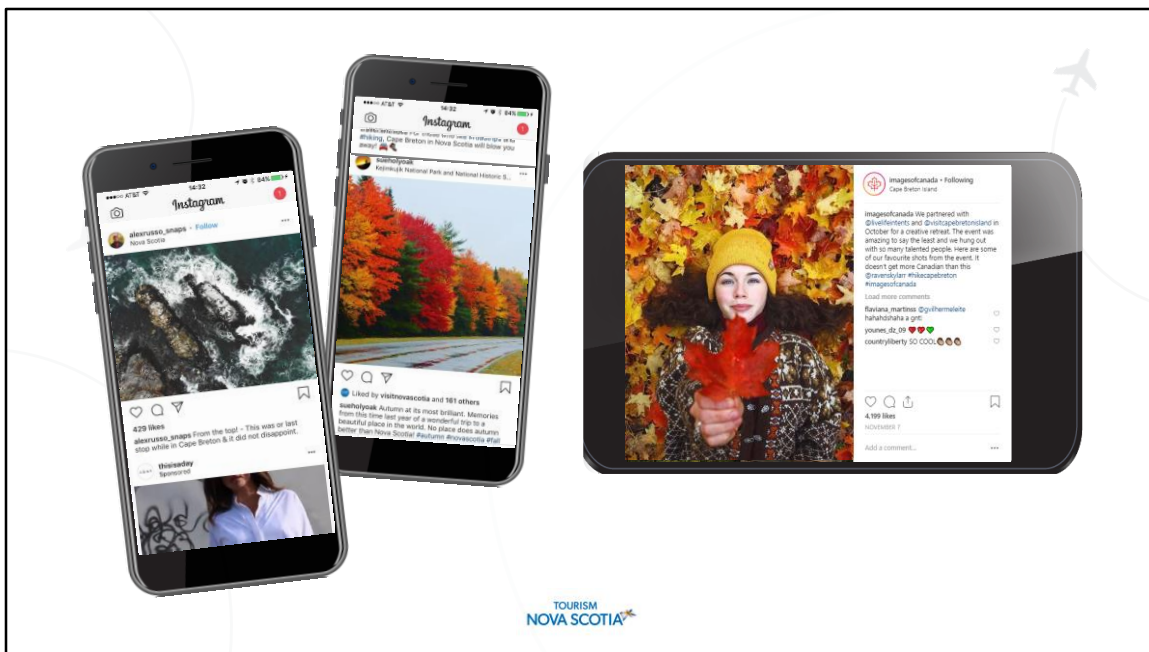 ●●●○○ AT&T
14:32
84%
Instagram
1
alexrusso_snaps • Follow
Nova Scotia
429 likes
alexrusso_snaps From the top! - This was or last
stop while in Cape Breton & it did not disappoint.
thisisaday
Sponsored
●●●○○ AT&T
14:32
84%
Instagram
1
#hiking, Cape Breton in Nova Scotia will blow you
away! 🚘
sueholyoak
Kejimkujik National Park and National Historic S...
Liked by visitnovascotia and 161 others
sueholyoak Autumn at its most brilliant. Memories
from this time last year of a wonderful trip to a
beautiful place in the world. No place does autumn
better than Nova Scotia! #autumn #novascotia #fall
imagesofcanada • Following
Cape Breton Island
imagesofcanada We partnered with
@livelifeintents and @visitcapebretonisland in
October for a creative retreat. The event was
amazing to say the least and we hung out
with so many talented people. Here are some
of our favourite shots from the event. It
doesn't get more Canadian than this
@ravenskylarr #hikecapebreton
#imagesofcanada
Load more comments
flaviana_martinss @gvilhermeleite
hahahdshaha a gnt!
younes_dz_09 ❤️❤️💚
countryliberty SO COOL
4,199 likes
NOVEMBER 7
Add a comment...
TOURISM
NOVA SCOTIA